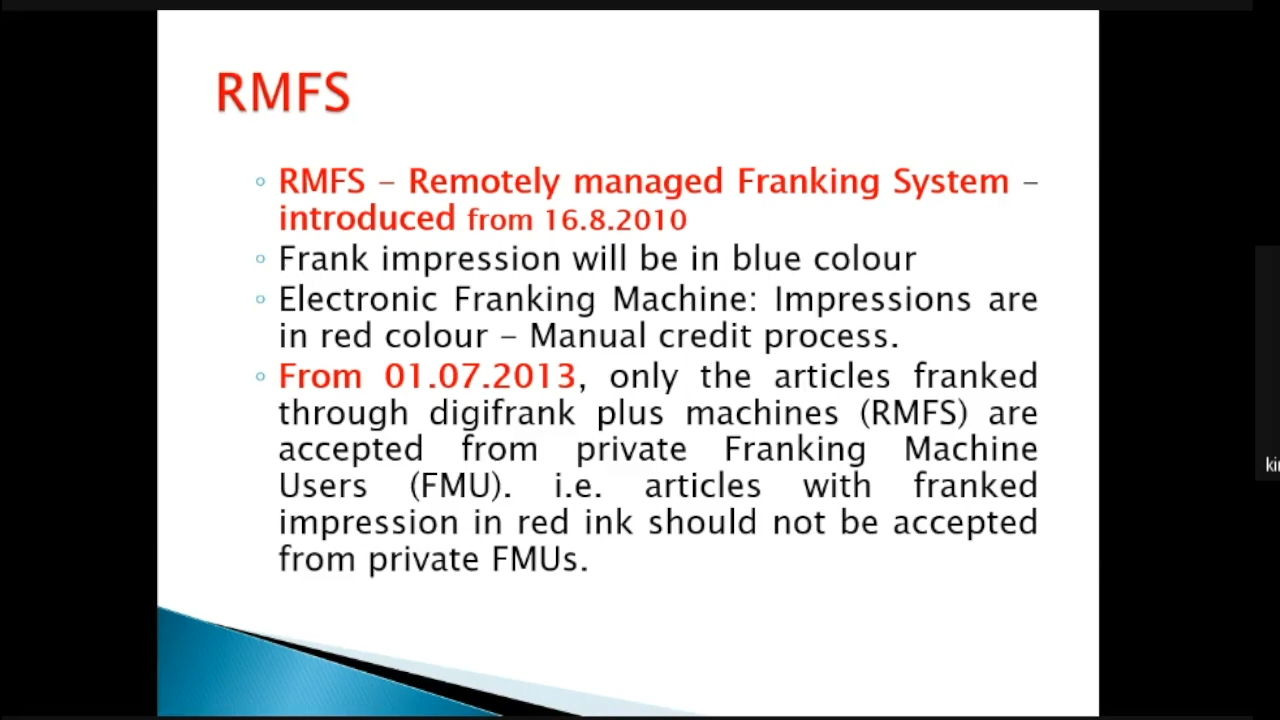 RMFS
RMFS – Remotely managed Franking System –
introduced from 16.8.2010
Frank impression will be in blue colour
Electronic Franking Machine: Impressions are
in red colour – Manual credit process.
From 01.07.2013, only the articles franked
through digifrank plus machines (RMFS) are
accepted from private Franking Machine
Users (FMU). i.e. articles with franked
impression in red ink should not be accepted
from private FMUs.